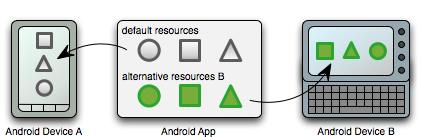 default resources
alternative resources B
Android Device A
Android App
Android Device B